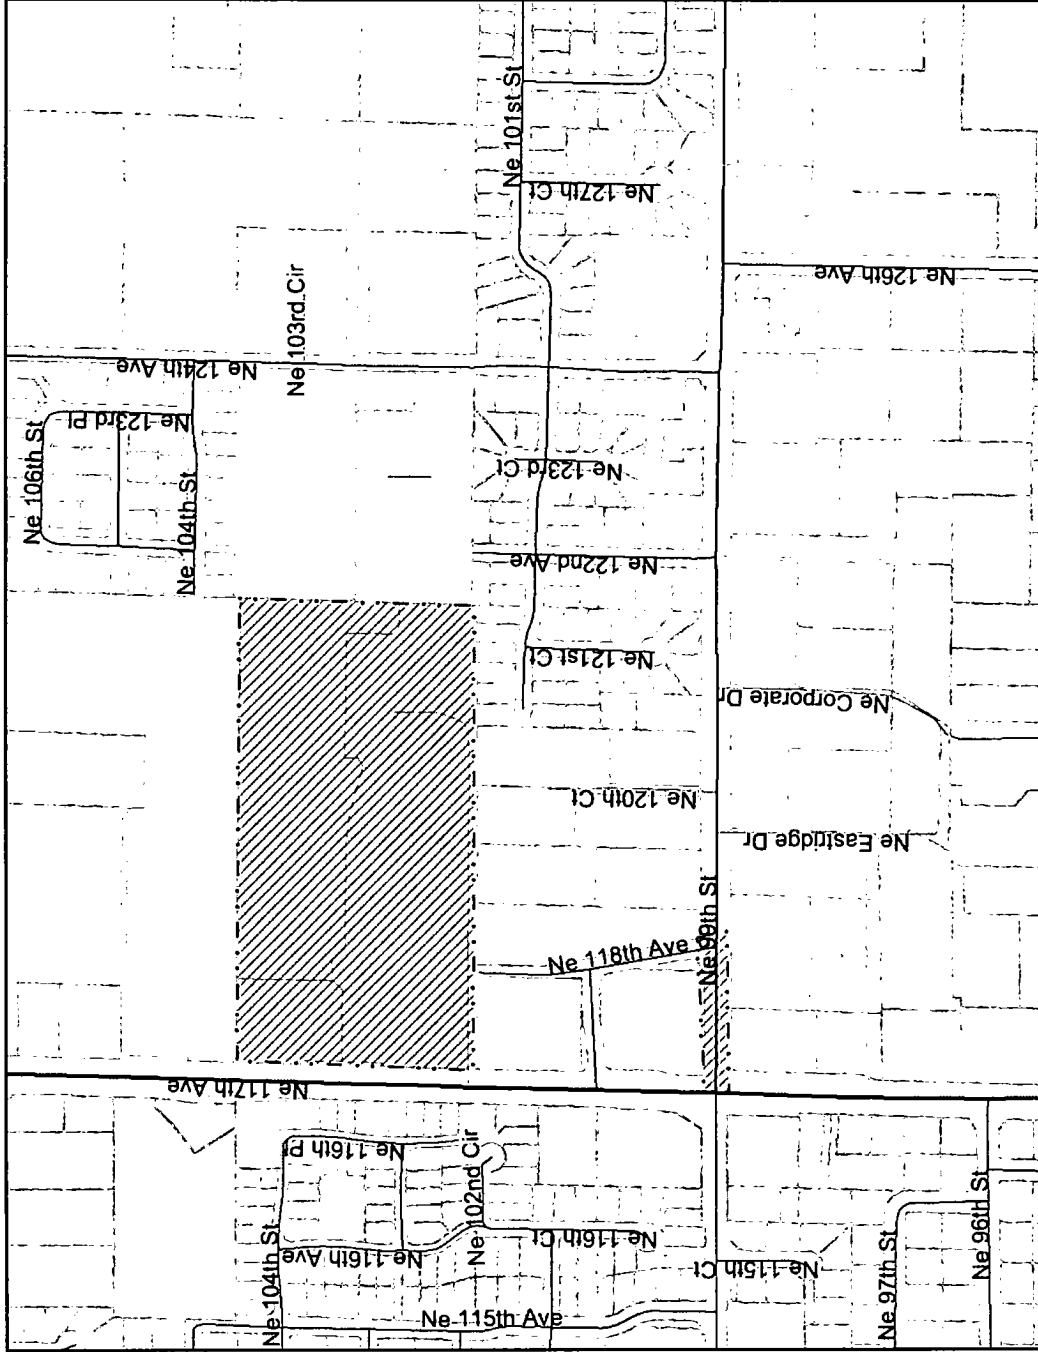 Ne 101st St
Ne 127th Ct
Ne 126th Ave
Ne 103rd Cir
Ne 124th Ave
Ne 123rd Pl
Ne 106th St
Ne 104th St
Ne 123rd Ct
Ne 122nd Ave
Ne 121st Ct
Ne Corporate Dr
Ne 120th Ct
Ne Eastridge Dr
Ne 99th St
Ne 118th Ave
Ne 117th Ave
Ne 116th Pl
Ne 102nd Cir
Ne 104th St
Ne 116th Ave
Ne 116th Ct
Ne 115th Ct
Ne 115th Ave
Ne 97th St
Ne 96th St